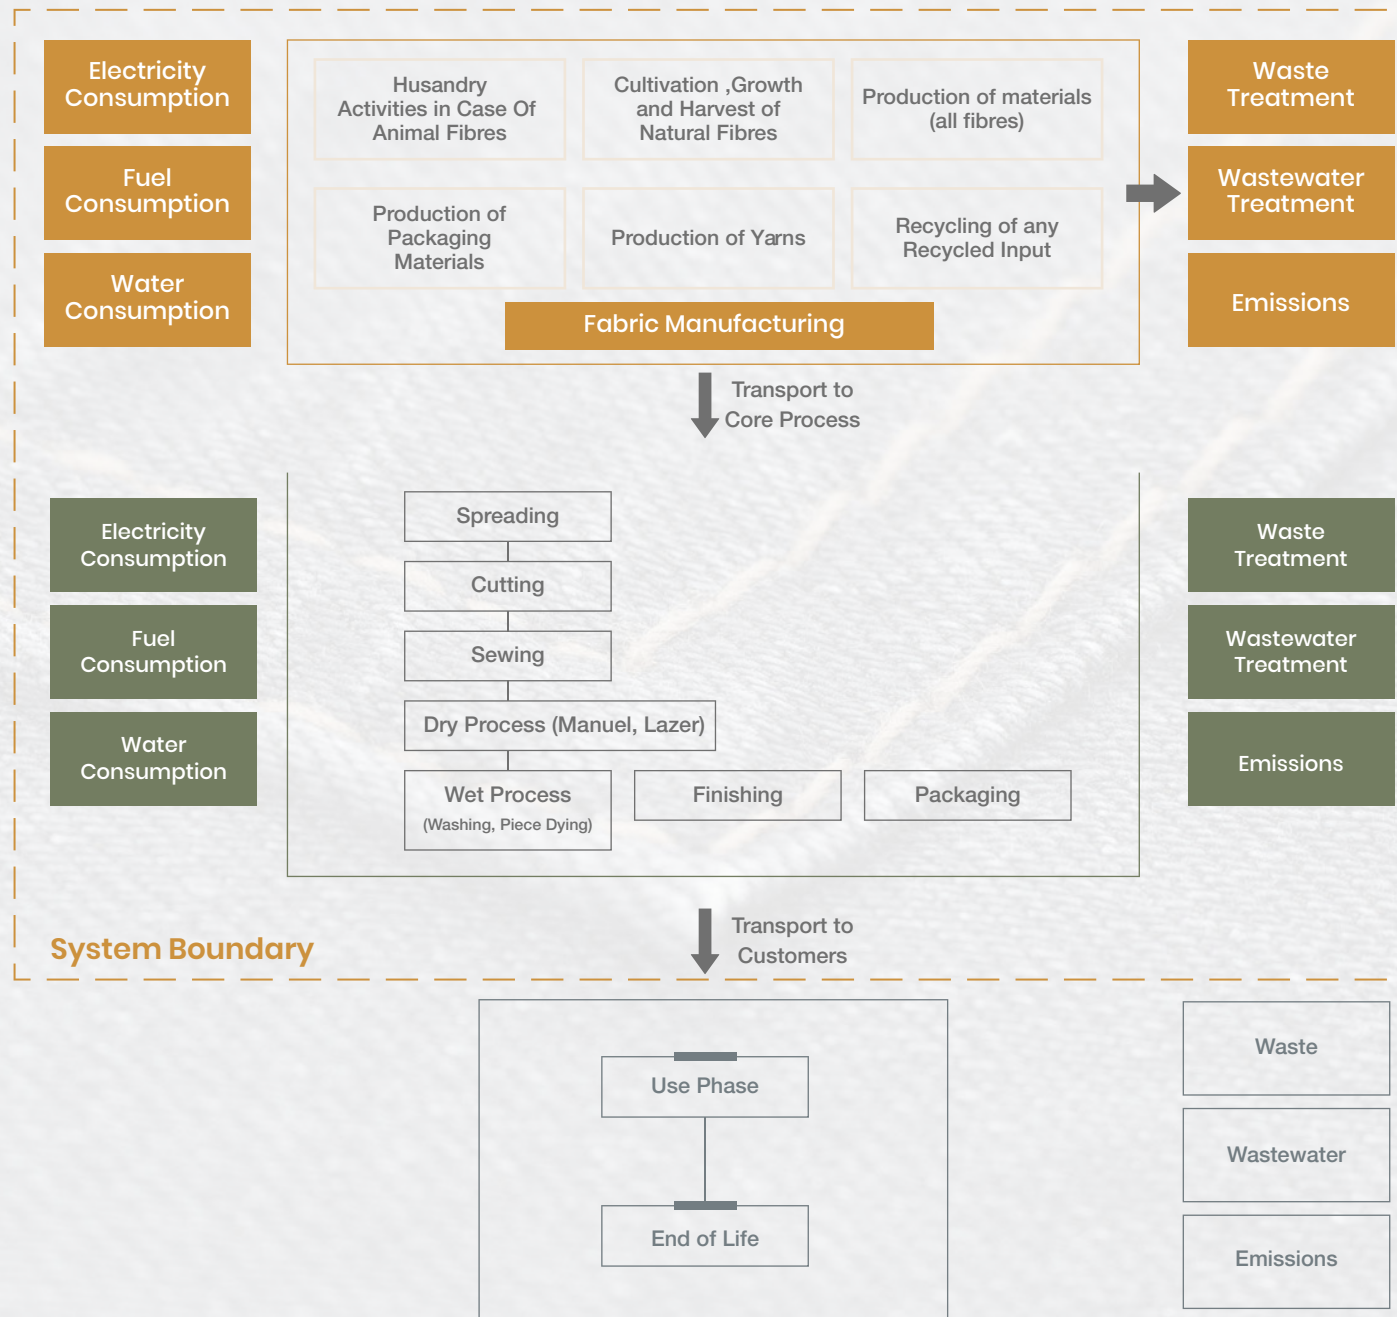 Electricity
Consumption
Fuel
Consumption
Water
Consumption
Husandry
Activities in Case Of
Animal Fibres
Cultivation ,Growth
and Harvest of
Natural Fibres
Production of materials
(all fibres)
Production of
Packaging
Materials
Production of Yarns
Recycling of any
Recycled Input
Fabric Manufacturing
Waste
Treatment
Wastewater
Treatment
Emissions
Transport to
Core Process
Electricity
Consumption
Fuel
Consumption
Water
Consumption
Spreading
Cutting
Sewing
Dry Process (Manuel, Lazer)
Wet Process
(Washing, Piece Dying)
Finishing
Packaging
Waste
Treatment
Wastewater
Treatment
Emissions
System Boundary
Transport to
Customers
Use Phase
End of Life
Waste
Wastewater
Emissions